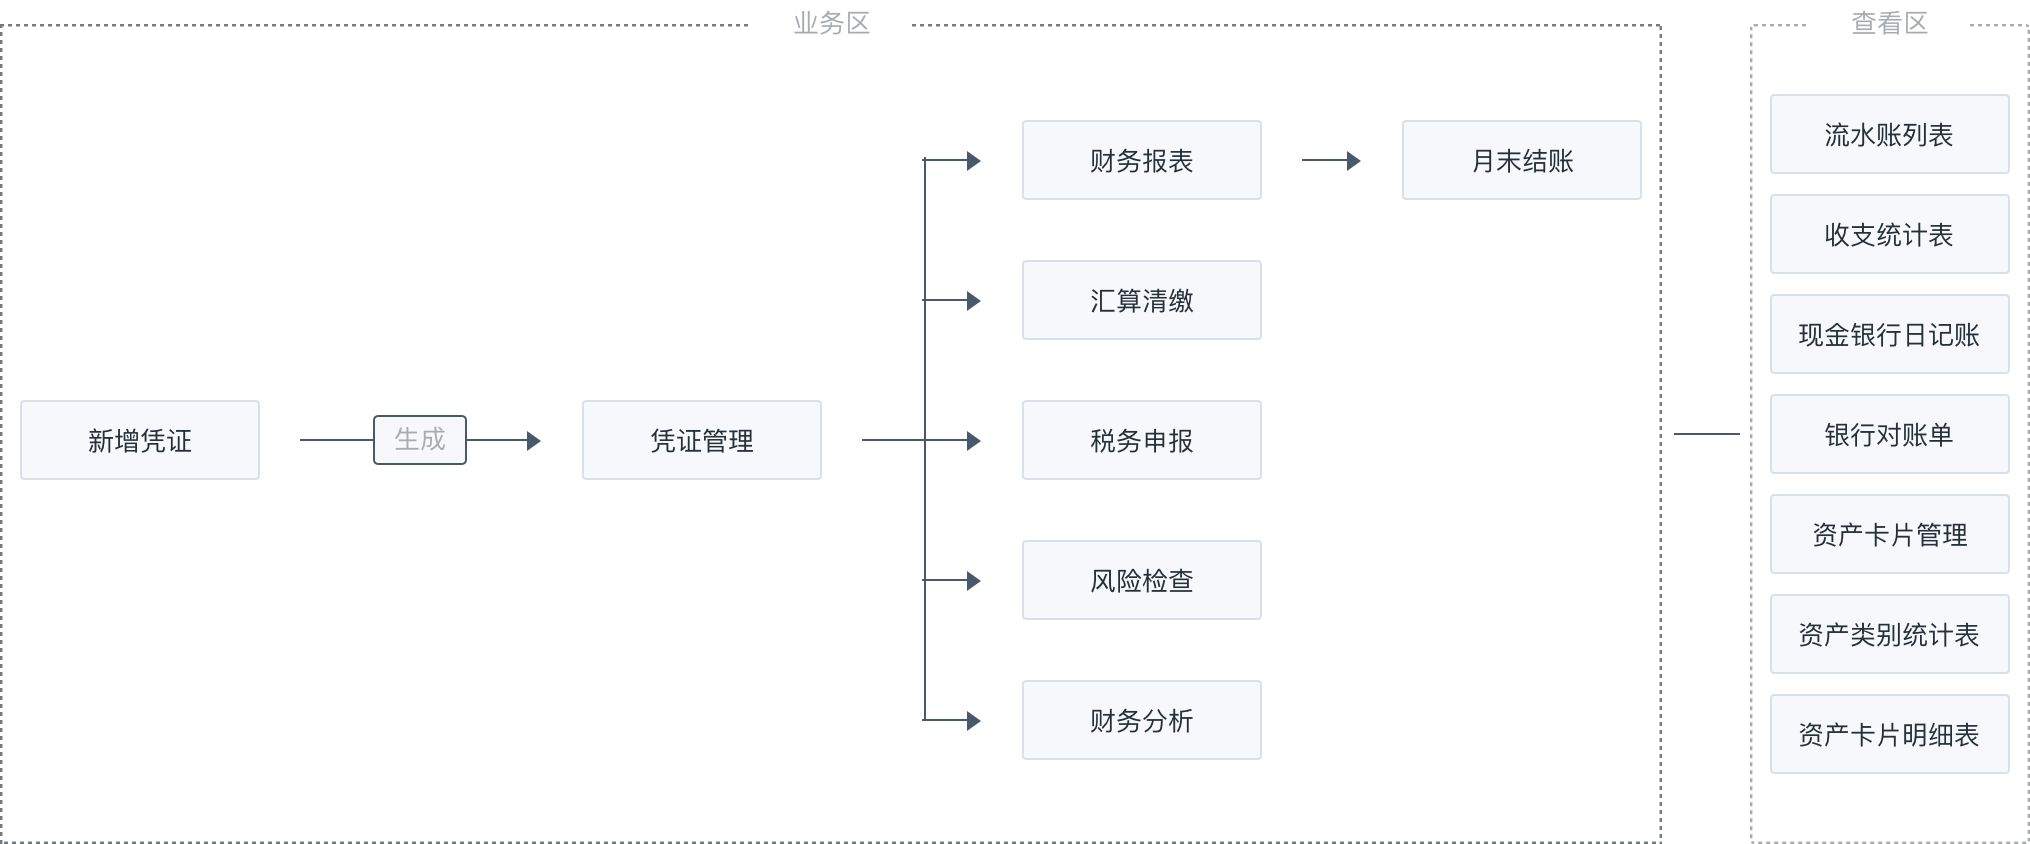 业务区
新增凭证
生成
凭证管理
财务报表
月末结账
汇算清缴
税务申报
风险检查
财务分析
查看区
流水账列表
收支统计表
现金银行日记账
银行对账单
资产卡片管理
资产类别统计表
资产卡片明细表